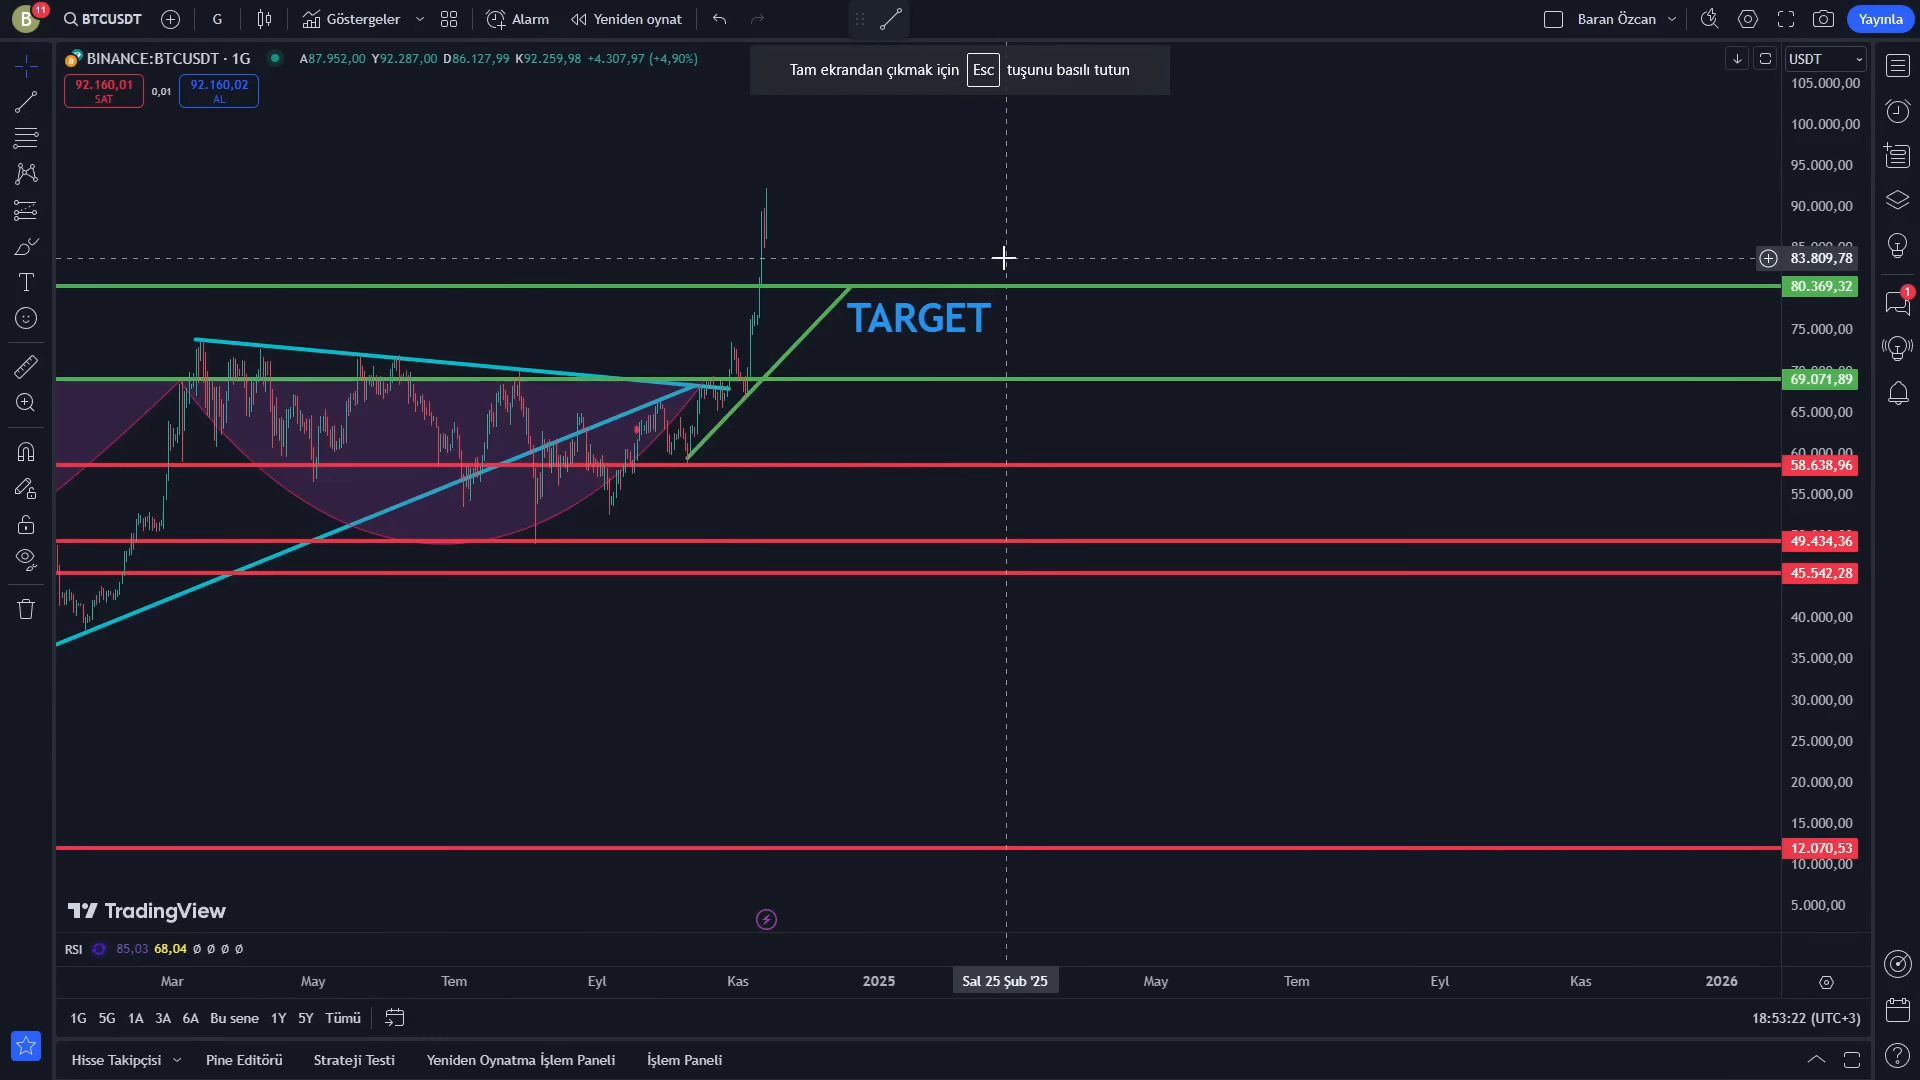 B 11 BTCUSDT G Göstergeler Alarm Yeniden oynat Baran Özcan Yayınla
BINANCE:BTCUSDT · 1G A87.952,00 Y92.287,00 D86.127,99 K92.259,98 +4.307,97 (+4,90%)
Tam ekrandan çıkmak için Esc tuşunu basılı tutun
USDT
92.160,01
SAT
0,01
92.160,02
AL
105.000,00
100.000,00
95.000,00
90.000,00
83.809,78
80.369,32
1
TARGET
75.000,00
69.071,89
65.000,00
60.000,00
58.638,96
55.000,00
49.434,36
45.542,28
40.000,00
35.000,00
30.000,00
25.000,00
20.000,00
15.000,00
12.070,53
10.000,00
5.000,00
TradingView
RSI 85,03 68,04 ø ø ø ø
Mar May Tem Eyl Kas 2025 Sal 25 Şub '25 May Tem Eyl Kas 2026
1G 5G 1A 3A 6A Bu sene 1Y 5Y Tümü 18:53:22 (UTC+3)
Hisse Takipçisi Pine Editörü Strateji Testi Yeniden Oynatma İşlem Paneli İşlem Paneli